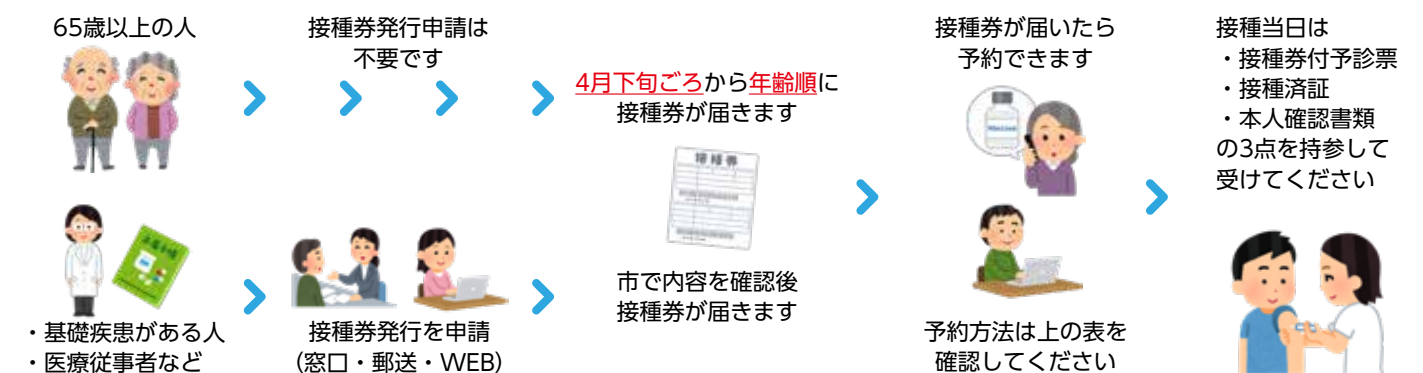 65歳以上の人
接種券発行申請は
不要です
4月下旬ごろから年齢順に
接種券が届きます
接種券
・基礎疾患がある人
・医療従事者など
接種券発行を申請
(窓口・郵送・WEB)
市で内容を確認後
接種券が届きます
接種券が届いたら
予約できます
予約方法は上の表を
確認してください
接種当日は
・接種券付予診票
・接種済証
・本人確認書類
の3点を持参して
受けてください